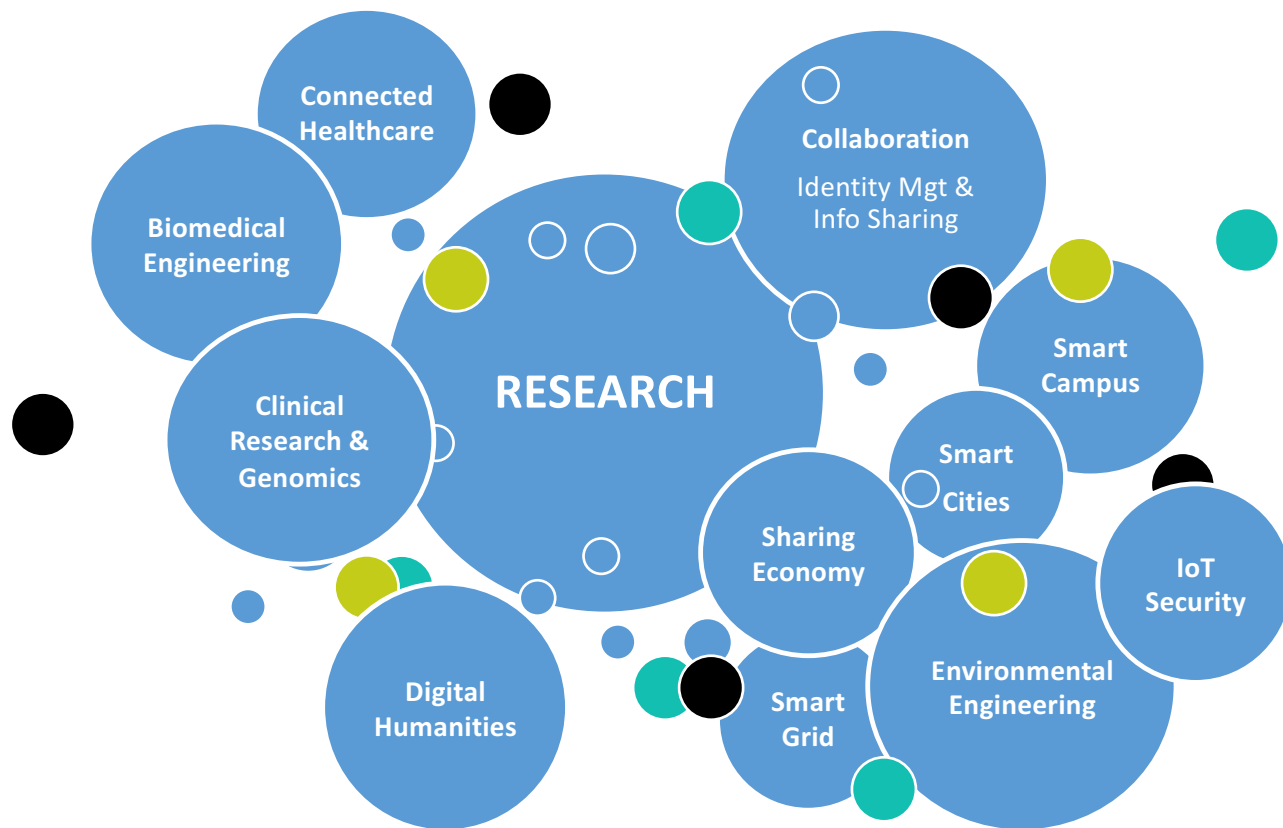 Connected
Healthcare
Collaboration
Identity Mgt &
Info Sharing
Biomedical
Engineering
RESEARCH
Smart
Campus
Clinical
Research &
Genomics
Smart
Cities
Sharing
Economy
IoT
Security
Environmental
Engineering
Digital
Humanities
Smart
Grid